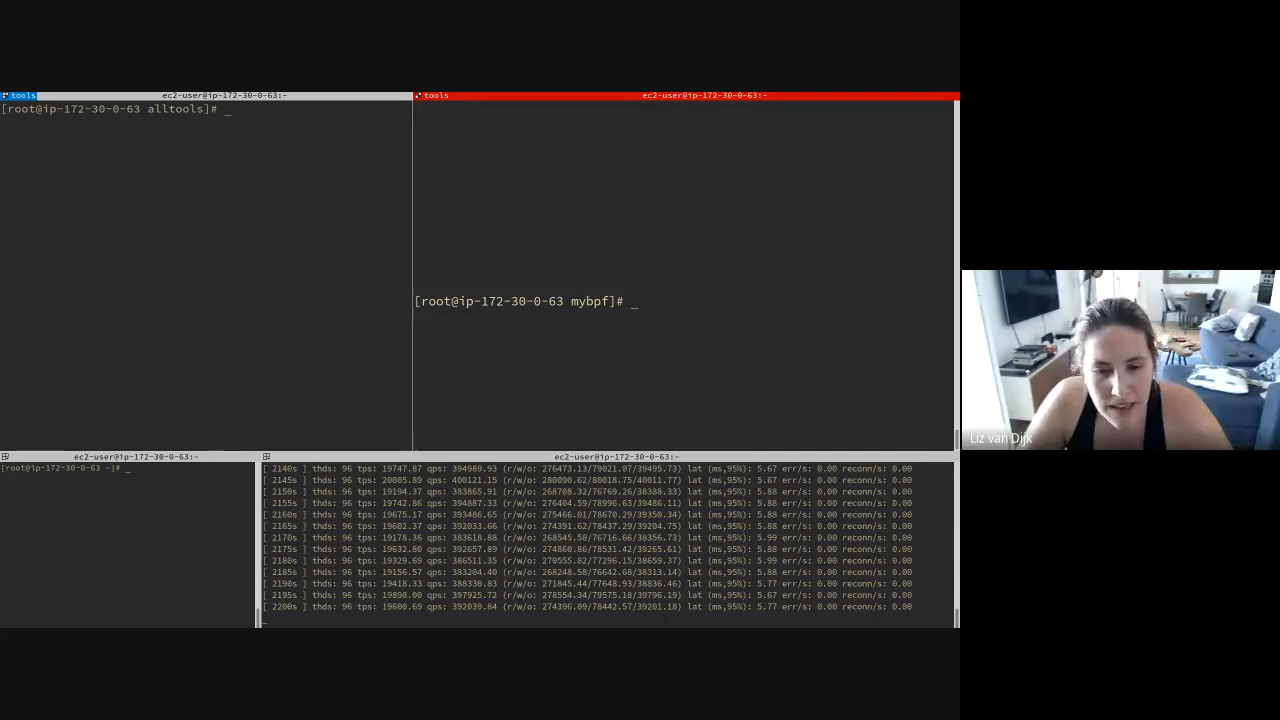 tools
ec2-user@ip-172-30-0-63:~
tools
ec2-user@ip-172-30-0-63:~
[root@ip-172-30-0-63 alltools]# _
[root@ip-172-30-0-63 mybpf]# _
Liz van Dijk
ec2-user@ip-172-30-0-63:~
ec2-user@ip-172-30-0-63:~
[root@ip-172-30-0-63 ~]# _
[ 2140s ] thds: 96 tps: 19747.87 qps: 394989.93 (r/w/o: 276473.13/79021.07/39495.73) lat (ms,95%): 5.67 err/s: 0.00 reconn/s: 0.00
[ 2145s ] thds: 96 tps: 20005.89 qps: 400121.15 (r/w/o: 280090.62/80018.75/40011.77) lat (ms,95%): 5.67 err/s: 0.00 reconn/s: 0.00
[ 2150s ] thds: 96 tps: 19194.37 qps: 383865.91 (r/w/o: 268708.32/76769.26/38388.33) lat (ms,95%): 5.88 err/s: 0.00 reconn/s: 0.00
[ 2155s ] thds: 96 tps: 19742.86 qps: 394887.33 (r/w/o: 276404.59/78996.63/39486.11) lat (ms,95%): 5.88 err/s: 0.00 reconn/s: 0.00
[ 2160s ] thds: 96 tps: 19675.17 qps: 393486.65 (r/w/o: 275466.01/78670.29/39350.34) lat (ms,95%): 5.88 err/s: 0.00 reconn/s: 0.00
[ 2165s ] thds: 96 tps: 19602.37 qps: 392033.66 (r/w/o: 274391.62/78437.29/39204.75) lat (ms,95%): 5.88 err/s: 0.00 reconn/s: 0.00
[ 2170s ] thds: 96 tps: 19178.36 qps: 383618.88 (r/w/o: 268545.50/76716.66/38356.73) lat (ms,95%): 5.99 err/s: 0.00 reconn/s: 0.00
[ 2175s ] thds: 96 tps: 19632.80 qps: 392657.89 (r/w/o: 274860.86/78531.42/39265.61) lat (ms,95%): 5.88 err/s: 0.00 reconn/s: 0.00
[ 2180s ] thds: 96 tps: 19329.69 qps: 386511.35 (r/w/o: 270555.82/77296.15/38659.37) lat (ms,95%): 5.99 err/s: 0.00 reconn/s: 0.00
[ 2185s ] thds: 96 tps: 19156.57 qps: 383204.40 (r/w/o: 268248.58/76642.68/38313.14) lat (ms,95%): 5.88 err/s: 0.00 reconn/s: 0.00
[ 2190s ] thds: 96 tps: 19418.33 qps: 388330.83 (r/w/o: 271845.44/77648.93/38836.46) lat (ms,95%): 5.77 err/s: 0.00 reconn/s: 0.00
[ 2195s ] thds: 96 tps: 19898.00 qps: 397925.72 (r/w/o: 278554.34/79575.18/39796.19) lat (ms,95%): 5.67 err/s: 0.00 reconn/s: 0.00
[ 2200s ] thds: 96 tps: 19600.69 qps: 392039.84 (r/w/o: 274396.09/78442.57/39201.18) lat (ms,95%): 5.77 err/s: 0.00 reconn/s: 0.00